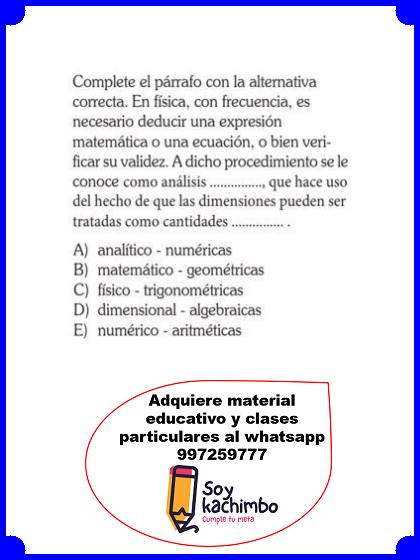 Complete el párrafo con la alternativa
correcta. En física, con frecuencia, es
necesario deducir una expresión
matemática o una ecuación, o bien veri-
ficar su validez. A dicho procedimiento se le
conoce como análisis ..............., que hace uso
del hecho de que las dimensiones pueden ser
tratadas como cantidades ............... .
A) analítico - numéricas
B) matemático - geométricas
C) físico - trigonométricas
D) dimensional - algebraicas
E) numérico - aritméticas
Adquiere material
educativo y clases
particulares al whatsapp
997259777
Soy
kachimbo
Cumple tu meta